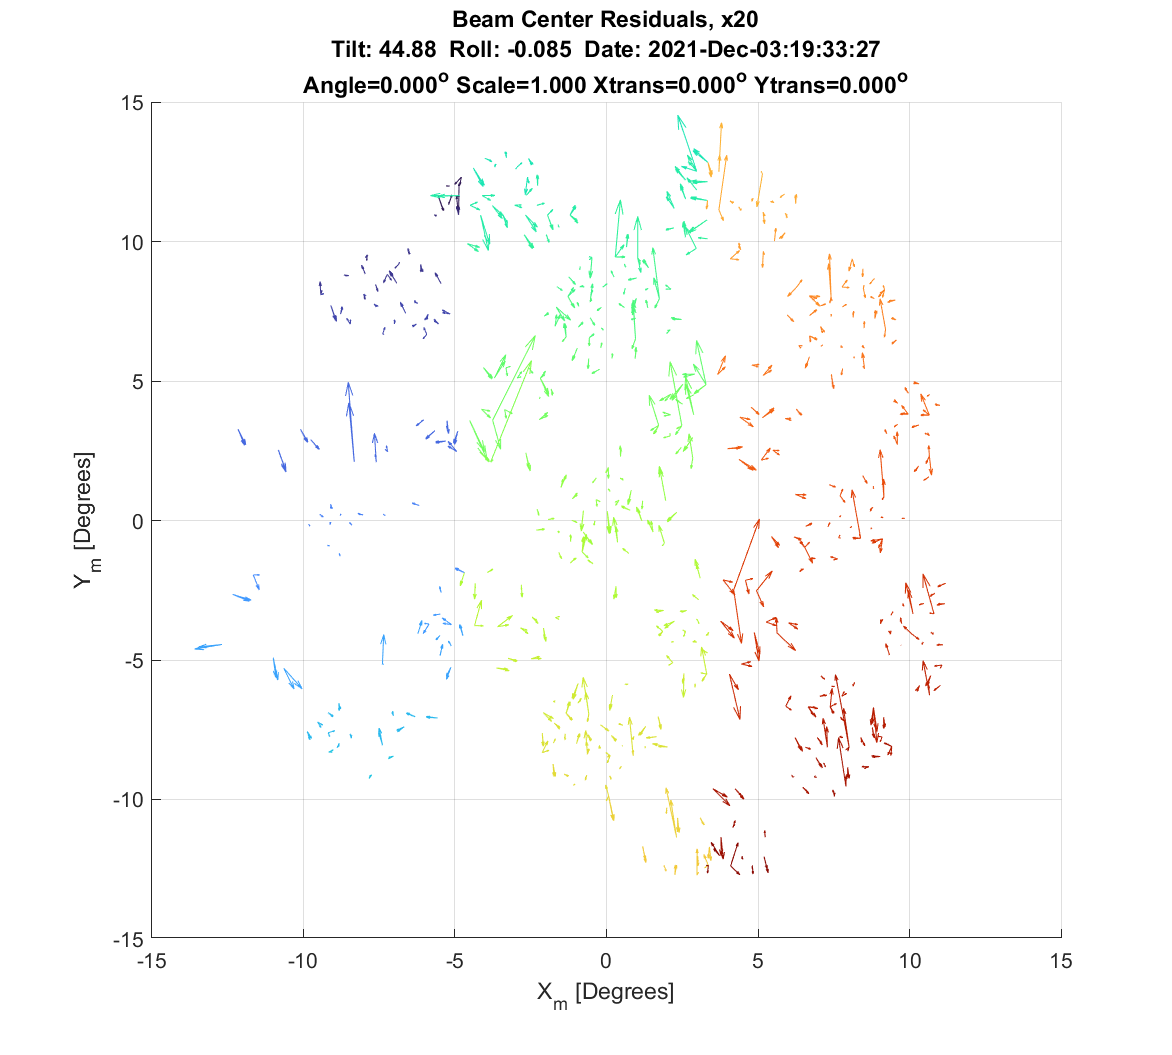 Beam Center Residuals, x20
Tilt: 44.88  Roll: -0.085  Date: 2021-Dec-03:19:33:27
Angle=0.000° Scale=1.000 Xtrans=0.000° Ytrans=0.000°
15
10
5
0
-5
-10
-15
Y_m [Degrees]
-15 -10 -5 0 5 10 15
X_m [Degrees]